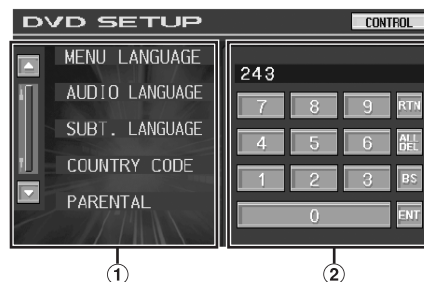 DVD SETUP
CONTROL
MENU LANGUAGE
AUDIO LANGUAGE
SUBT. LANGUAGE
COUNTRY CODE
PARENTAL
243
7 8 9 RTN
4 5 6 ALL DEL
1 2 3 BS
0 ENT
1 2